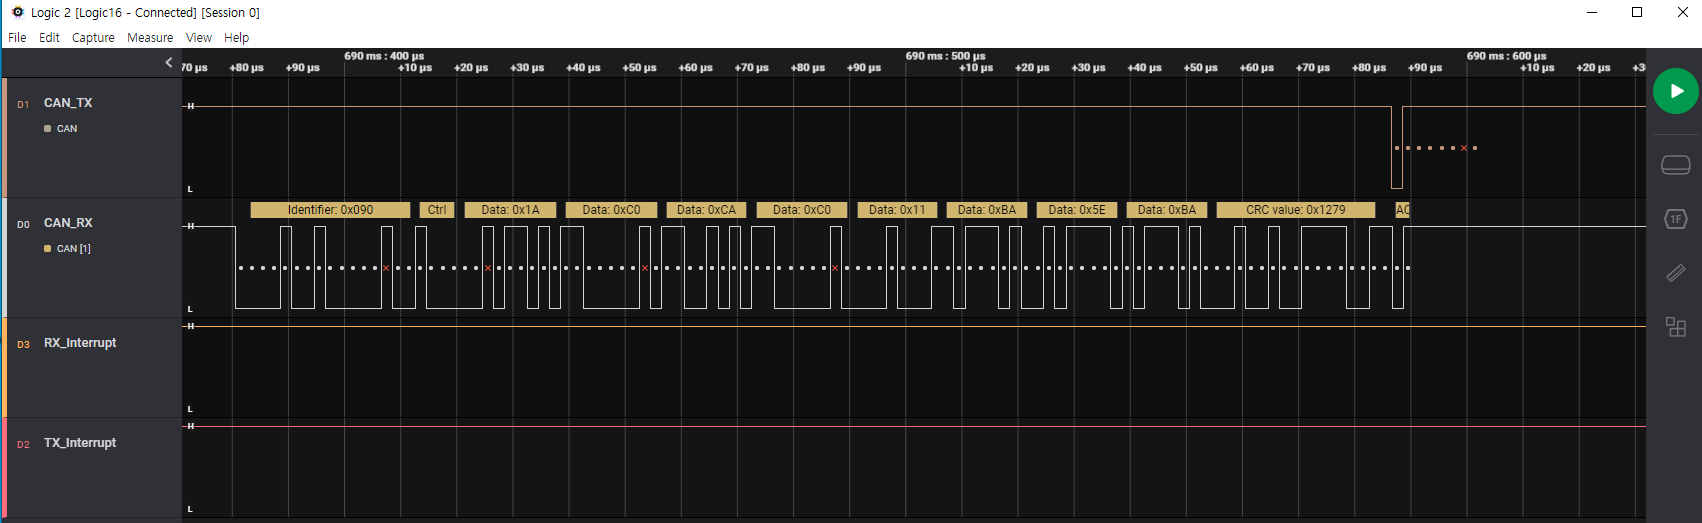 Logic 2 [Logic16 - Connected] [Session 0]
File Edit Capture Measure View Help
690 ms : 400 µs 690 ms : 500 µs 690 ms : 600 µs
70 µs +80 µs +90 µs +10 µs +20 µs +30 µs +40 µs +50 µs +60 µs +70 µs +80 µs +90 µs +10 µs +20 µs +30 µs +40 µs +50 µs +60 µs +70 µs +80 µs +90 µs +10 µs +20 µs
D1 CAN_TX H
CAN
L
Identifier: 0x090 Ctrl Data: 0x1A Data: 0xC0 Data: 0xCA Data: 0xC0 Data: 0x11 Data: 0xBA Data: 0x5E Data: 0xBA CRC value: 0x1279 AC
D0 CAN_RX H
CAN [1]
L
D3 RX_Interrupt H
L
D2 TX_Interrupt H
L
1F